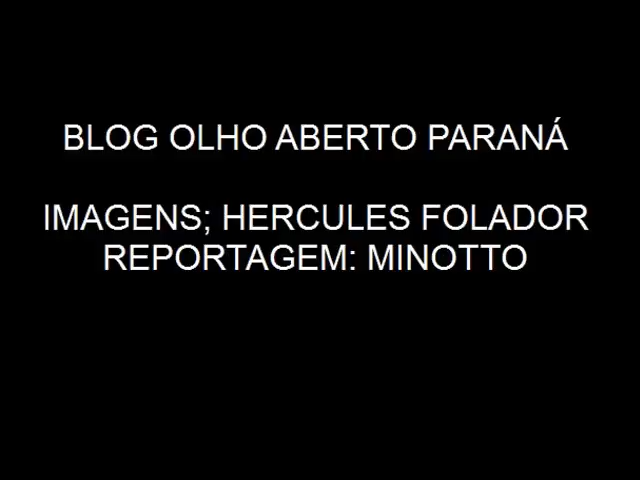 BLOG OLHO ABERTO PARANÁ
IMAGENS; HERCULES FOLADOR
REPORTAGEM: MINOTTO